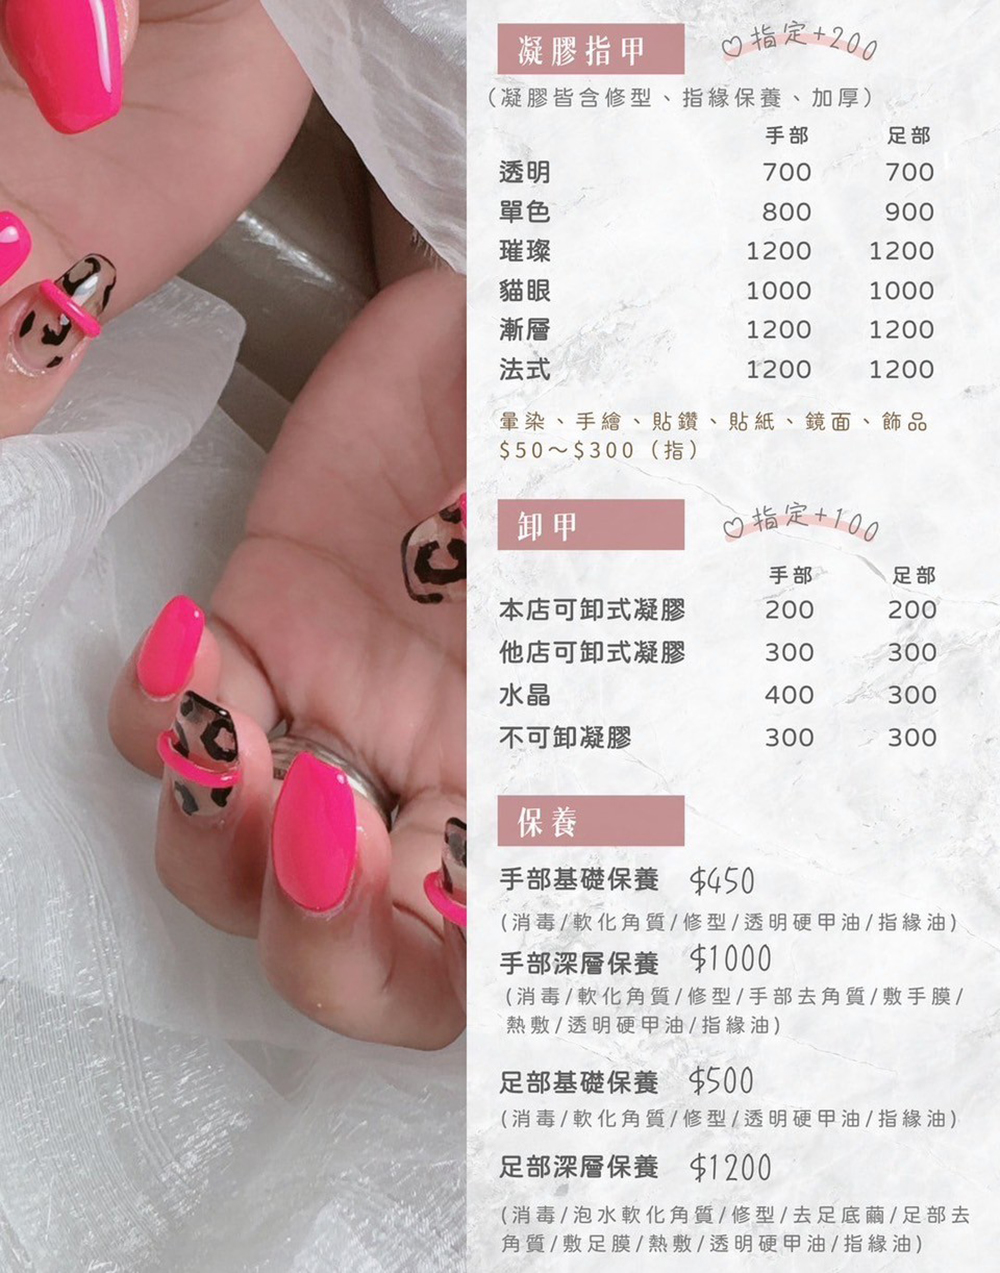 凝膠指甲 ♡指定+200
（凝膠皆含修型、指緣保養、加厚）
手部 足部
透明 700 700
單色 800 900
璀璨 1200 1200
貓眼 1000 1000
漸層 1200 1200
法式 1200 1200
暈染、手繪、貼鑽、貼紙、鏡面、飾品
$50～$300（指）
卸甲 ♡指定+100
手部 足部
本店可卸式凝膠 200 200
他店可卸式凝膠 300 300
水晶 400 300
不可卸凝膠 300 300
保養
手部基礎保養 $450
(消毒/軟化角質/修型/透明硬甲油/指緣油)
手部深層保養 $1000
(消毒/軟化角質/修型/手部去角質/敷手膜/
熱敷/透明硬甲油/指緣油)
足部基礎保養 $500
(消毒/軟化角質/修型/透明硬甲油/指緣油)
足部深層保養 $1200
(消毒/泡水軟化角質/修型/去足底繭/足部去
角質/敷足膜/熱敷/透明硬甲油/指緣油)